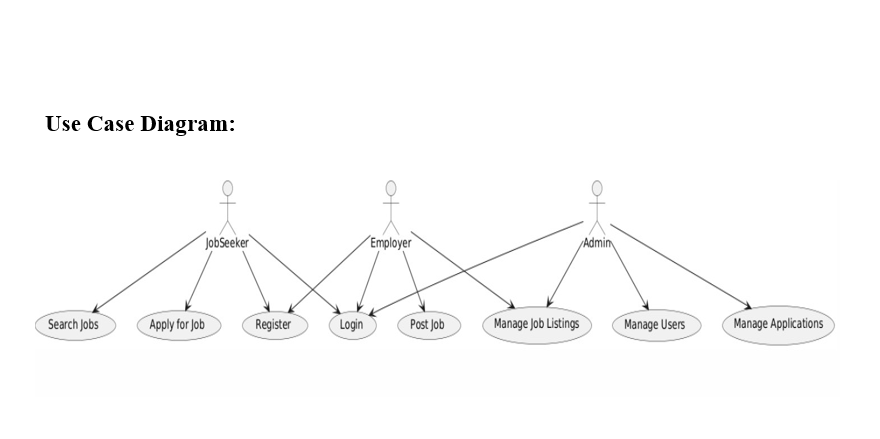 Use Case Diagram:
JobSeeker Employer Admin
Search Jobs Apply for Job Register Login Post Job Manage Job Listings Manage Users Manage Applications